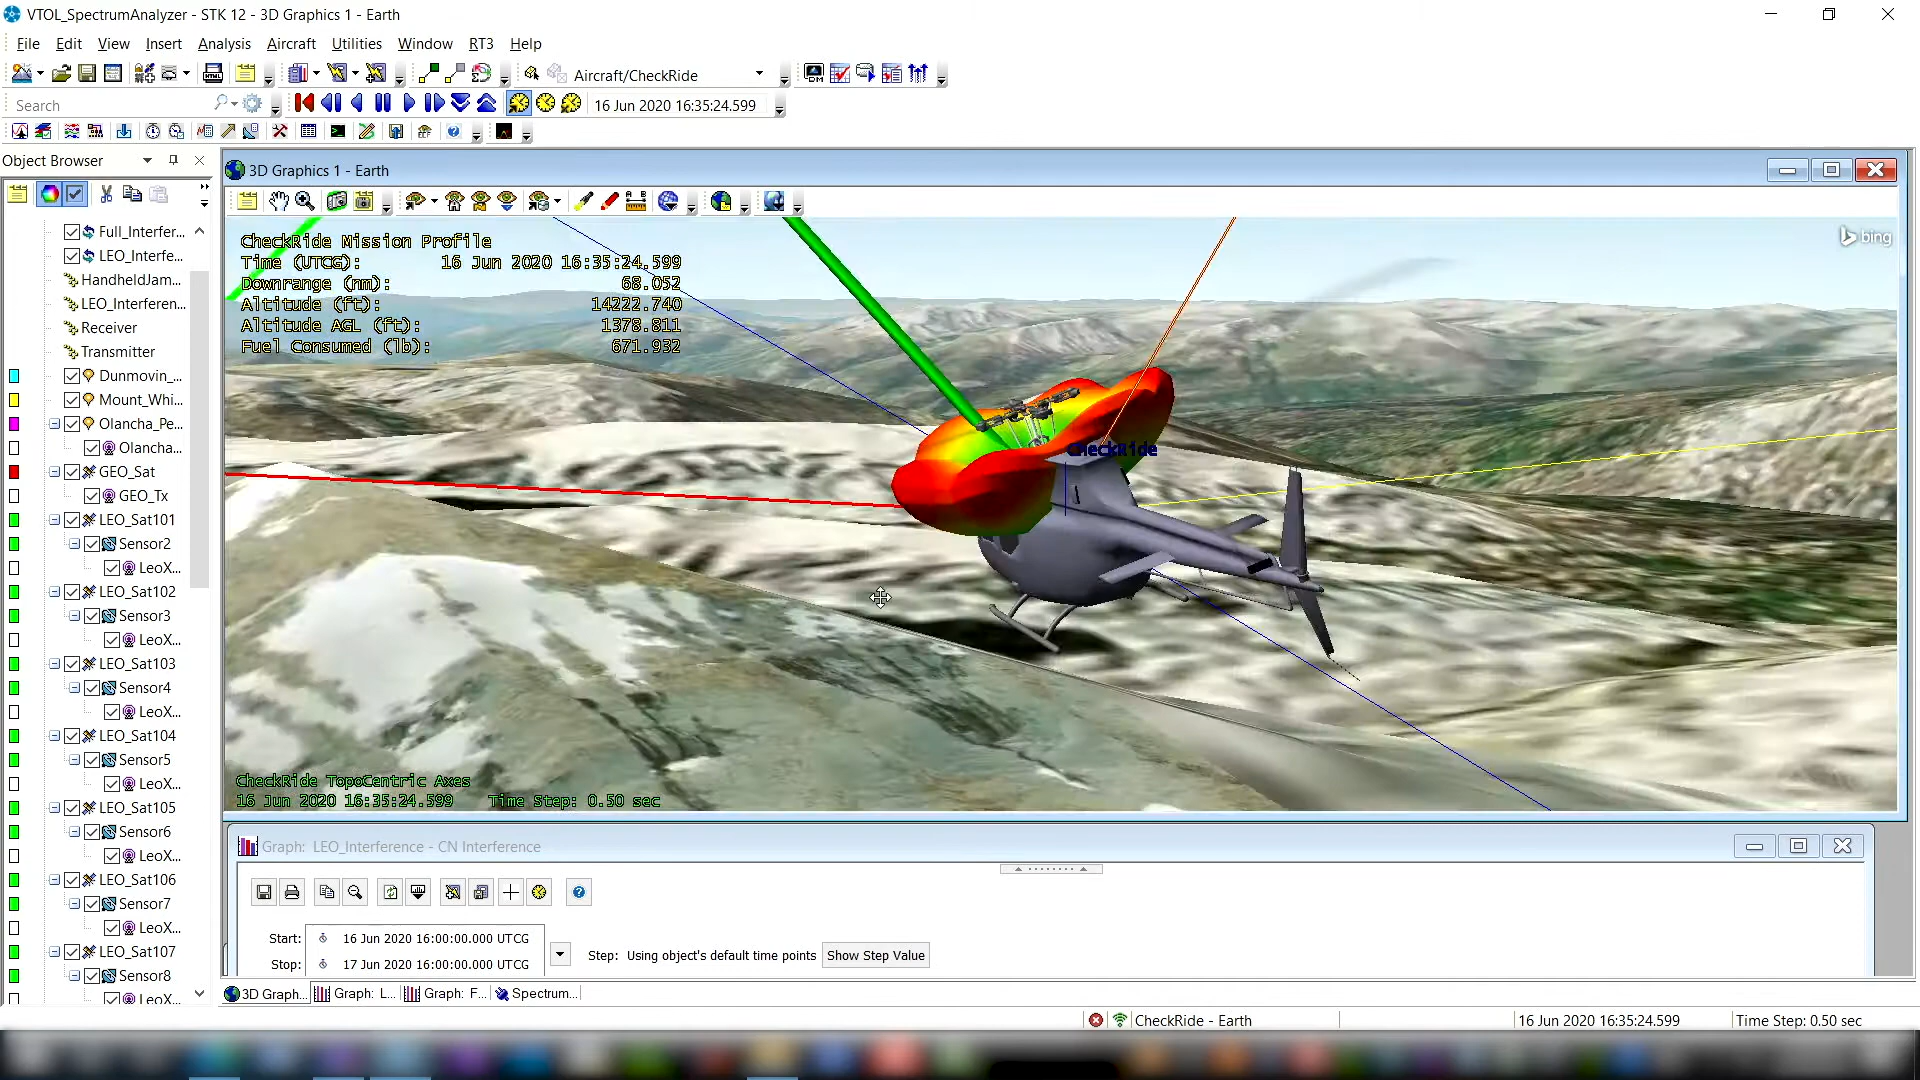 VTOL_SpectrumAnalyzer - STK 12 - 3D Graphics 1 - Earth
File Edit View Insert Analysis Aircraft Utilities Window RT3 Help
Aircraft/CheckRide
Search
16 Jun 2020 16:35:24.599
Object Browser
Full_Interfer...
LEO_Interfe...
HandheldJam...
LEO_Interferen...
Receiver
Transmitter
Dunmovin_...
Mount_Whi...
Olancha_Pe...
Olancha...
GEO_Sat
GEO_Tx
LEO_Sat101
Sensor2
LeoX...
LEO_Sat102
Sensor3
LeoX...
LEO_Sat103
Sensor4
LeoX...
LEO_Sat104
Sensor5
LeoX...
LEO_Sat105
Sensor6
LeoX...
LEO_Sat106
Sensor7
LeoX...
LEO_Sat107
Sensor8
LeoX...
3D Graphics 1 - Earth
bing
CheckRide Mission Profile
Time (UTCG): 16 Jun 2020 16:35:24.599
Downrange (nm): 68.052
Altitude (ft): 14222.740
Altitude AGL (ft): 1378.811
Fuel Consumed (lb): 671.932
CheckRide
CheckRide TopoCentric Axes
16 Jun 2020 16:35:24.599 Time Step: 0.50 sec
Graph: LEO_Interference - CN Interference
Start: 16 Jun 2020 16:00:00.000 UTCG
Stop: 17 Jun 2020 16:00:00.000 UTCG
Step: Using object's default time points Show Step Value
3D Graph... Graph: L... Graph: F... Spectrum...
CheckRide - Earth 16 Jun 2020 16:35:24.599 Time Step: 0.50 sec